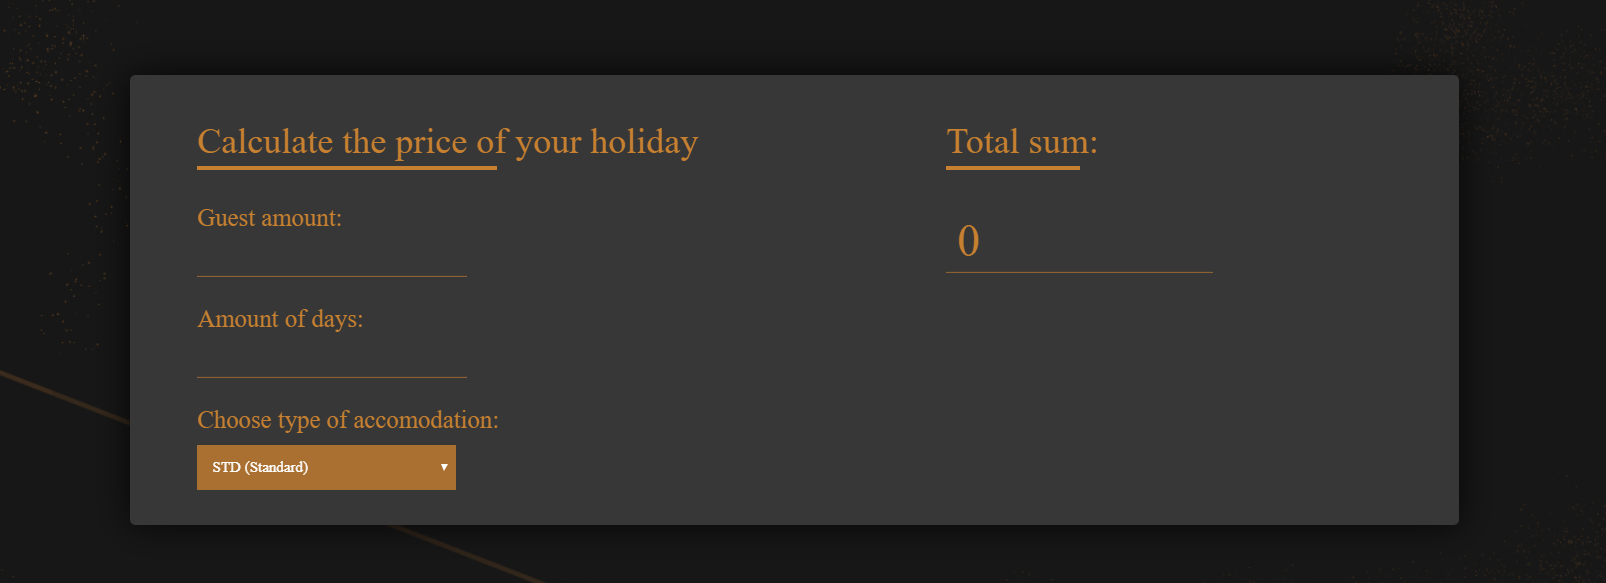 Calculate the price of your holiday
Guest amount:
Amount of days:
Choose type of accomodation:
STD (Standard)
Total sum:
0